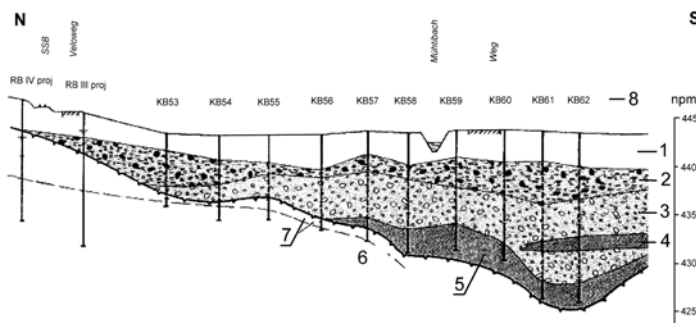 N S
SSB
Veloweg
Mühlibach
Weg
RB IV proj RB III proj KB53 KB54 KB55 KB56 KB57 KB58 KB59 KB60 KB61 KB62 8 npm
445
1
440
2
435
3
4
430
7
6
5
425